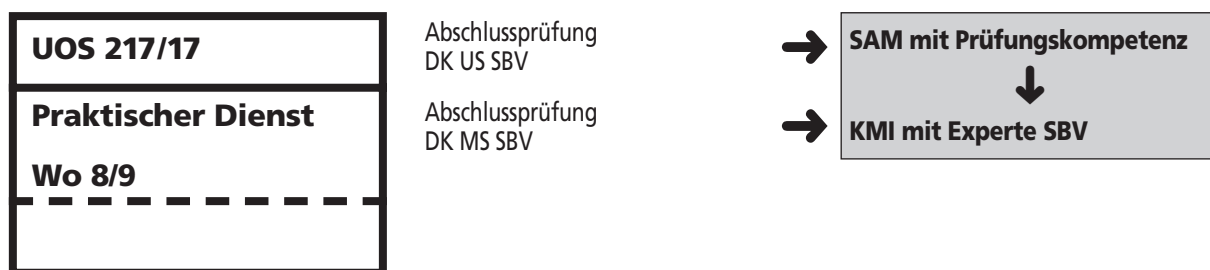 UOS 217/17
Abschlussprüfung
DK US SBV
SAM mit Prüfungskompetenz
Praktischer Dienst
Wo 8/9
Abschlussprüfung
DK MS SBV
KMI mit Experte SBV